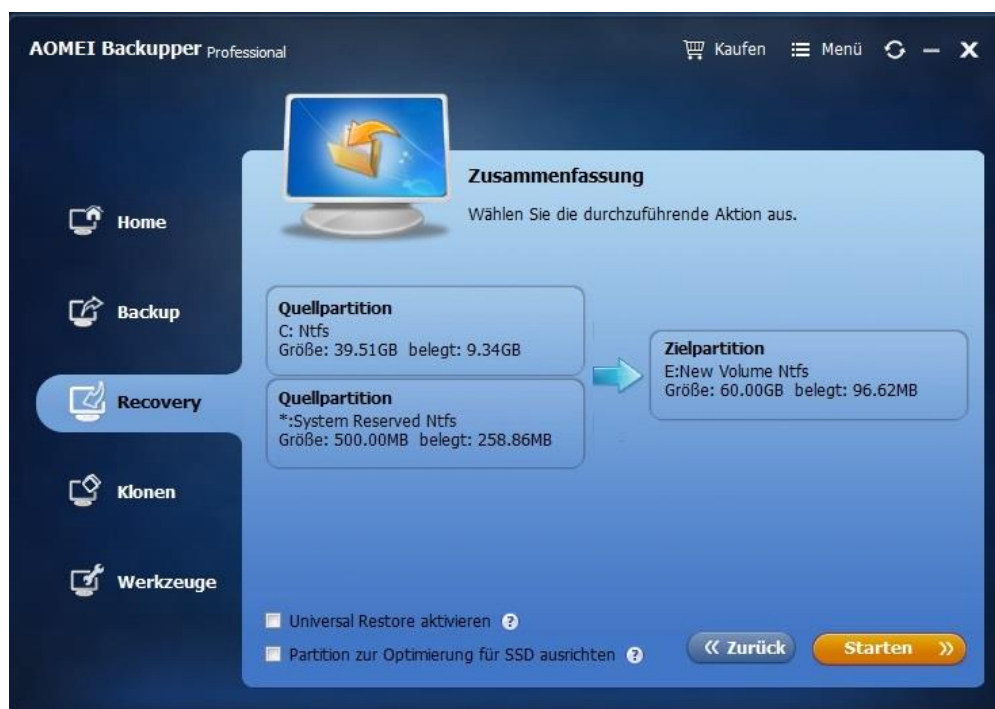 AOMEI Backupper Professional
Kaufen Menü
Zusammenfassung
Wählen Sie die durchzuführende Aktion aus.
Home
Backup
Recovery
Klonen
Werkzeuge
Quellpartition
C: Ntfs
Größe: 39.51GB belegt: 9.34GB
Quellpartition
*:System Reserved Ntfs
Größe: 500.00MB belegt: 258.86MB
Zielpartition
E:New Volume Ntfs
Größe: 60.00GB belegt: 96.62MB
Universal Restore aktivieren ?
Partition zur Optimierung für SSD ausrichten ?
Zurück
Starten